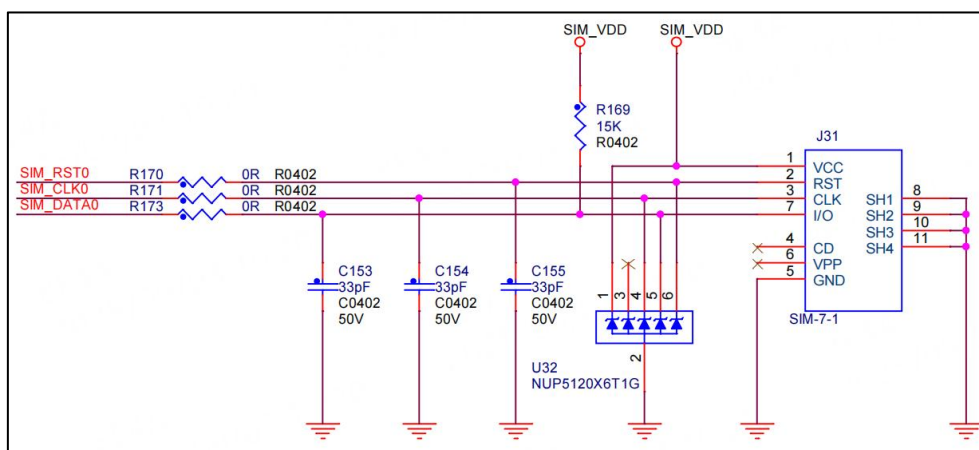 SIM_VDD SIM_VDD
R169
15K
R0402
J31
SIM_RST0 R170 0R R0402
SIM_CLK0 R171 0R R0402
SIM_DATA0 R173 0R R0402
1 VCC
2 RST
3 CLK
7 I/O
4 CD
6 VPP
5 GND
SH1 8
SH2 9
SH3 10
SH4 11
SIM-7-1
C153
33pF
C0402
50V
C154
33pF
C0402
50V
C155
33pF
C0402
50V
1 3 4 5 6
2
U32
NUP5120X6T1G